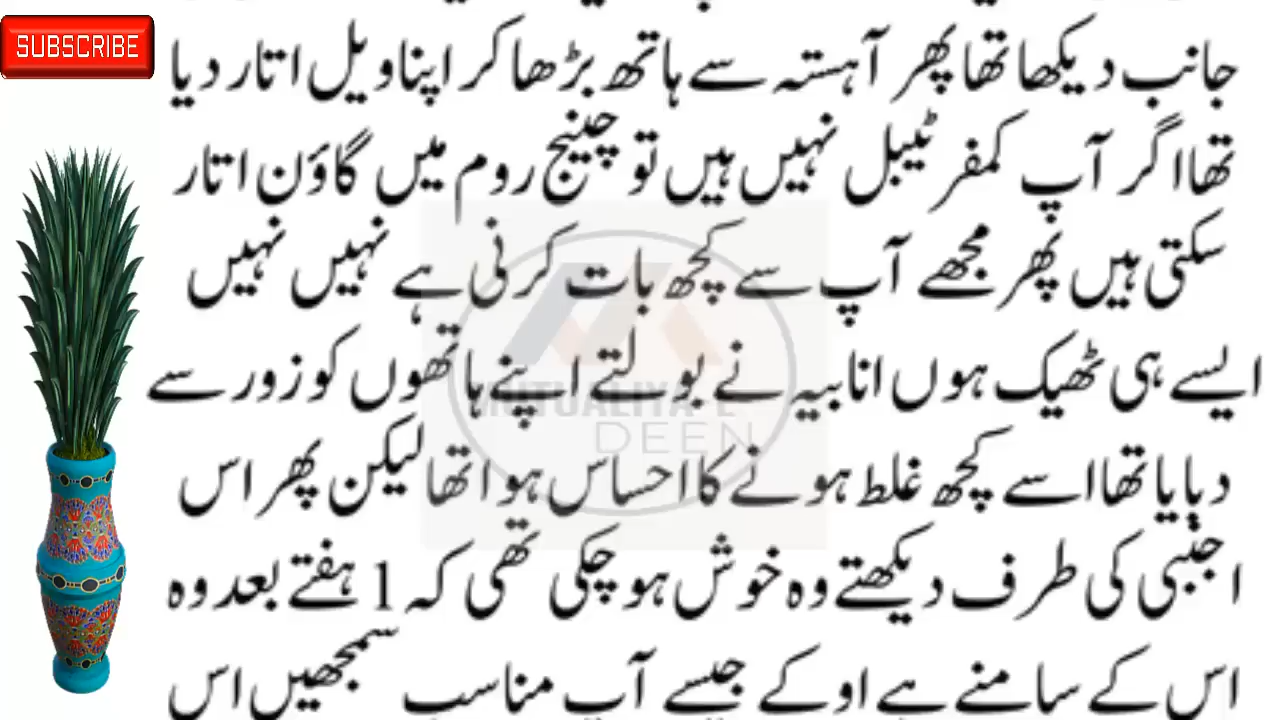 SUBSCRIBE
جانب دیکھا تھا پھر آہستہ سے ہاتھ بڑھا کر اپنا ویل اتار دیا
تھا اگر آپ کمفرٹیبل نہیں ہیں تو چینج روم میں گاؤن اتار
سکتی ہیں پھر مجھے آپ سے کچھ بات کرنی ہے نہیں نہیں
ایسے ہی ٹھیک ہوں انابیہ نے بولتے اپنے ہاتھوں کو زور سے
دبایا تھا اسے کچھ غلط ہونے کا احساس ہوا تھا لیکن پھر اس
اجنبی کی طرف دیکھتے وہ خوش ہو چکی تھی کہ 1 ہفتے بعد وہ
اس کے سامنے ہے اوکے جیسے آپ مناسب سمجھیں اس
MUTUALIYA E
DEEN